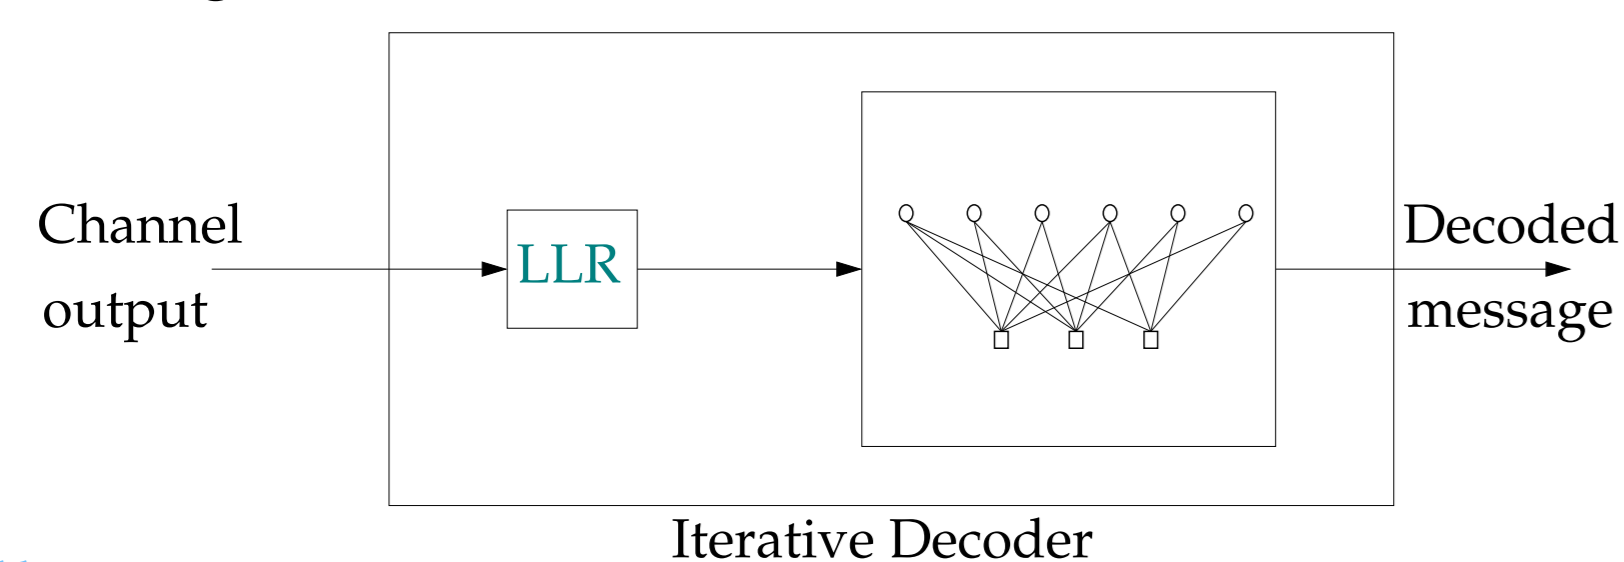 Channel
output
LLR
Decoded
message
Iterative Decoder